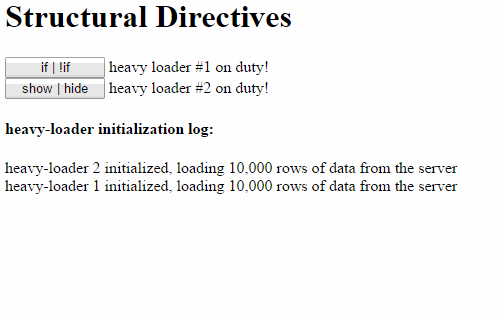 Structural Directives
if | !if heavy loader #1 on duty!
show | hide heavy loader #2 on duty!
heavy-loader initialization log:
heavy-loader 2 initialized, loading 10,000 rows of data from the server
heavy-loader 1 initialized, loading 10,000 rows of data from the server